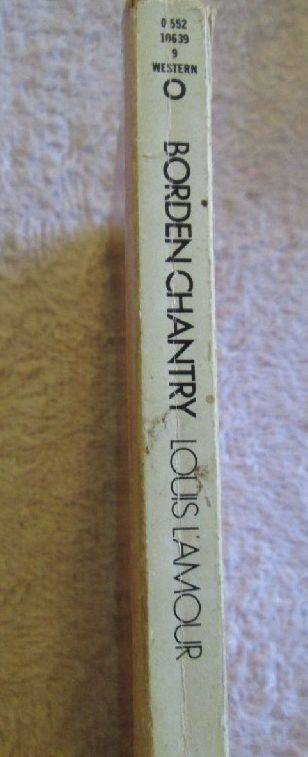 0 552
10639
9
WESTERN
BORDEN CHANTRY LOUIS L'AMOUR